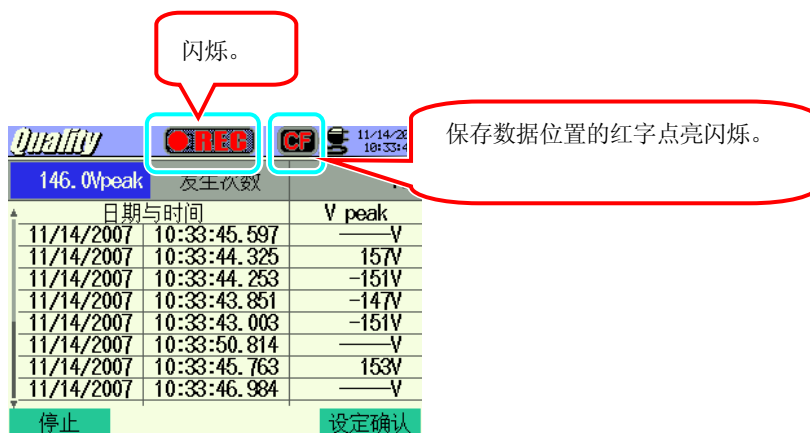 闪烁。
保存数据位置的红字点亮闪烁。
Quality REC CF 11/14/20
10:33:4
146.0Vpeak 发生次数
日期与时间 V peak
11/14/2007 10:33:45.597 ——V
11/14/2007 10:33:44.325 157V
11/14/2007 10:33:44.253 -151V
11/14/2007 10:33:43.851 -147V
11/14/2007 10:33:43.003 -151V
11/14/2007 10:33:50.814 ——V
11/14/2007 10:33:45.763 153V
11/14/2007 10:33:46.984 ——V
停止 设定确认